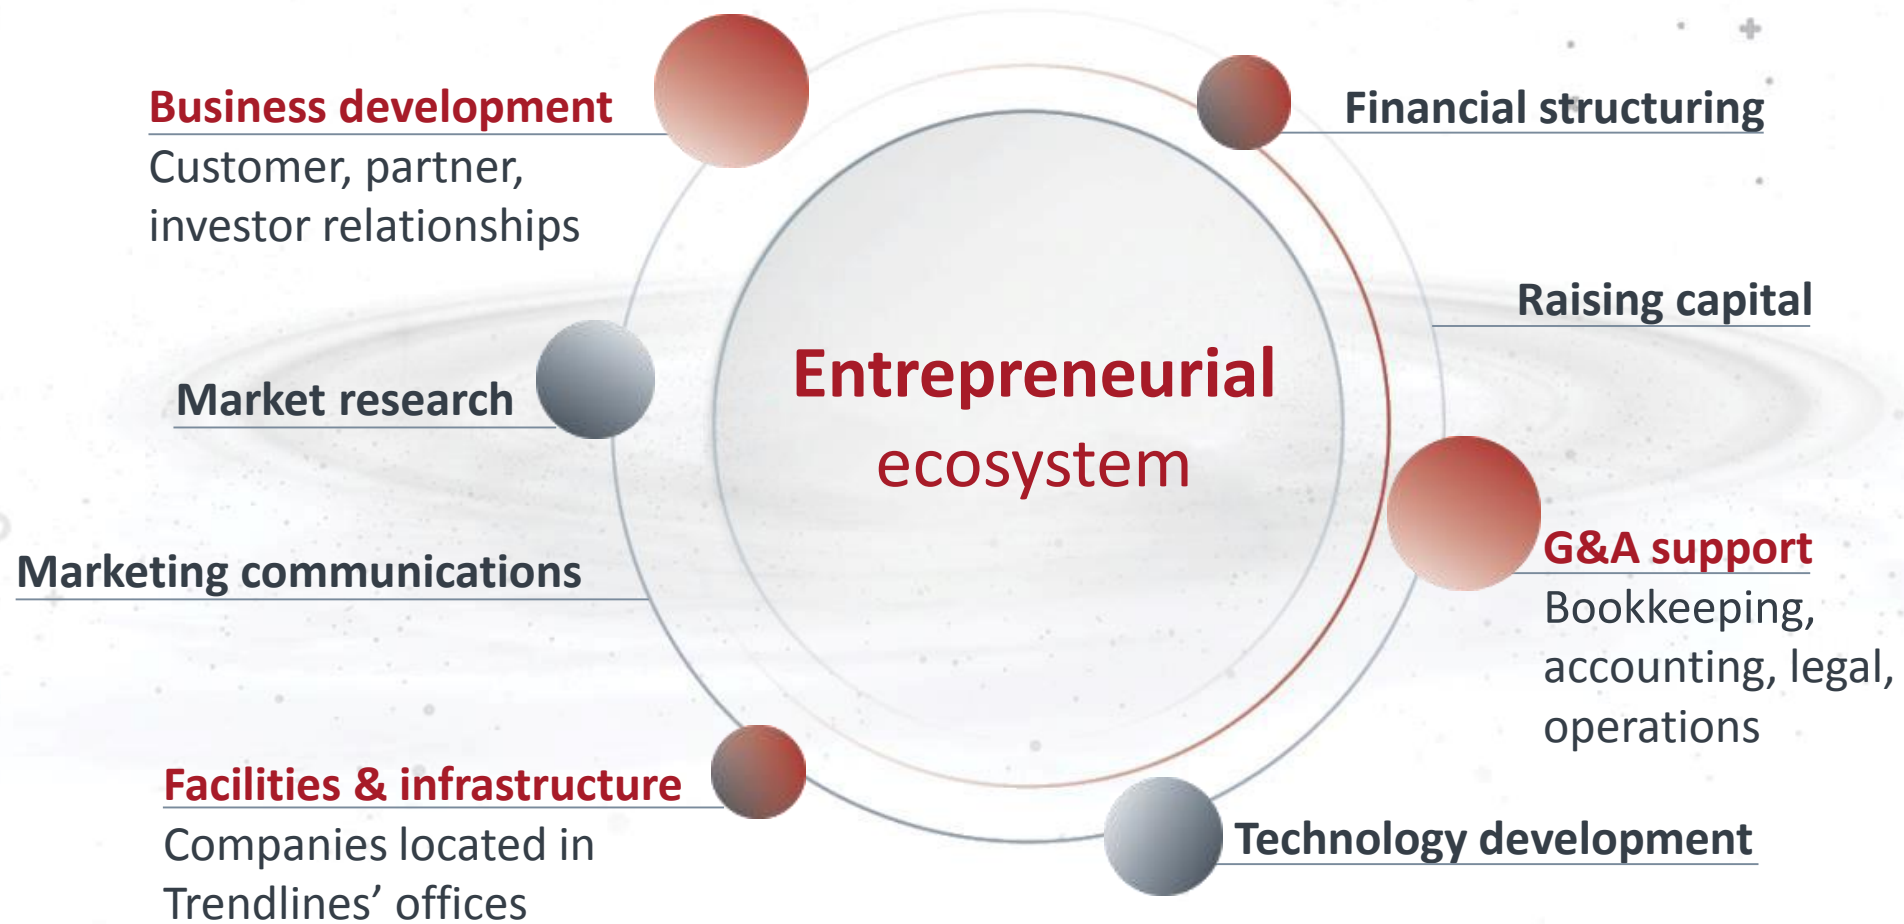 Business development
Customer, partner,
investor relationships
Market research
Marketing communications
Facilities & infrastructure
Companies located in
Trendlines’ offices
Entrepreneurial
ecosystem
Financial structuring
Raising capital
G&A support
Bookkeeping,
accounting, legal,
operations
Technology development